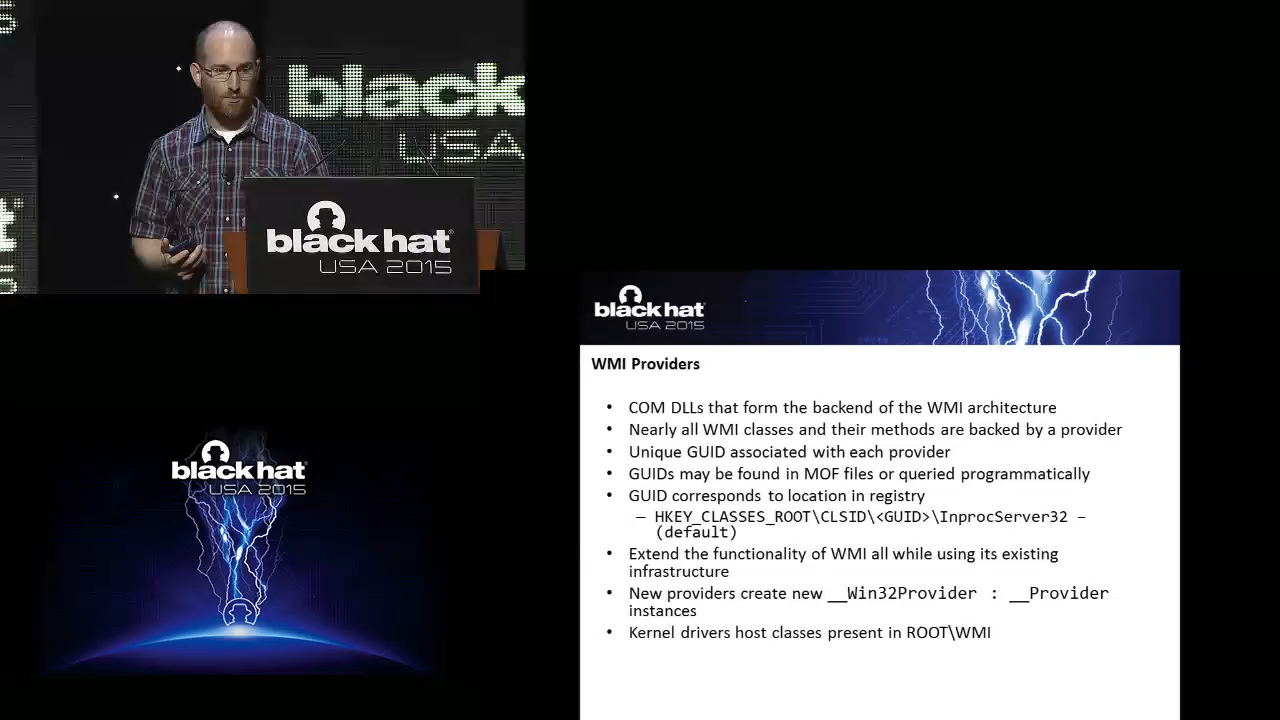 black
USA
black hat
USA 2015
black hat
USA 2015
WMI Providers
• COM DLLs that form the backend of the WMI architecture
• Nearly all WMI classes and their methods are backed by a provider
• Unique GUID associated with each provider
• GUIDs may be found in MOF files or queried programmatically
• GUID corresponds to location in registry
– HKEY_CLASSES_ROOT\CLSID\<GUID>\InprocServer32 –
(default)
• Extend the functionality of WMI all while using its existing
infrastructure
• New providers create new __Win32Provider : __Provider
instances
• Kernel drivers host classes present in ROOT\WMI
black hat
USA 2015